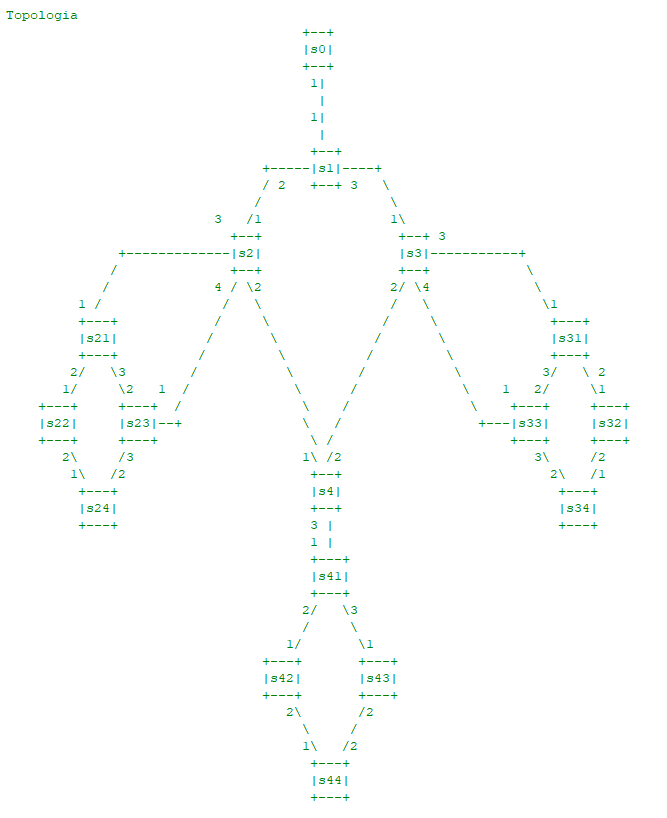 Topologia
+--+
|s0|
+--+
1|
|
1|
|
+--+
+-----|s1|----+
/ 2   +--+ 3   \
/                \
3   /1                1\
+--+                 +--+ 3
+-------------|s2|                 |s3|-----------+
/              +--+                 +--+            \
/             4 / \2               2/ \4             \
1 /              /    \              /   \              \1
+---+            /      \            /     \            +---+
|s21|           /        \          /       \           |s31|
+---+          /          \        /         \          +---+
2/   \3        /            \      /           \         3/   \ 2
1/     \2   1  /              \    /             \    1   2/     \1
+---+     +---+  /                \  /               \    +---+     +---+
|s22|     |s23|--+                \   /                 +---|s33|     |s32|
+---+     +---+                    \ /                      +---+     +---+
2\     /3                      1\ /2                        3\     /2
1\   /2                        +--+                          2\   /1
+---+                        |s4|                           +---+
|s24|                        +--+                           |s34|
+---+                        3 |                            +---+
1 |
+---+
|s41|
+---+
2/   \3
/     \
1/       \1
+---+       +---+
|s42|       |s43|
+---+       +---+
2\       /2
\     /
1\   /2
+---+
|s44|
+---+